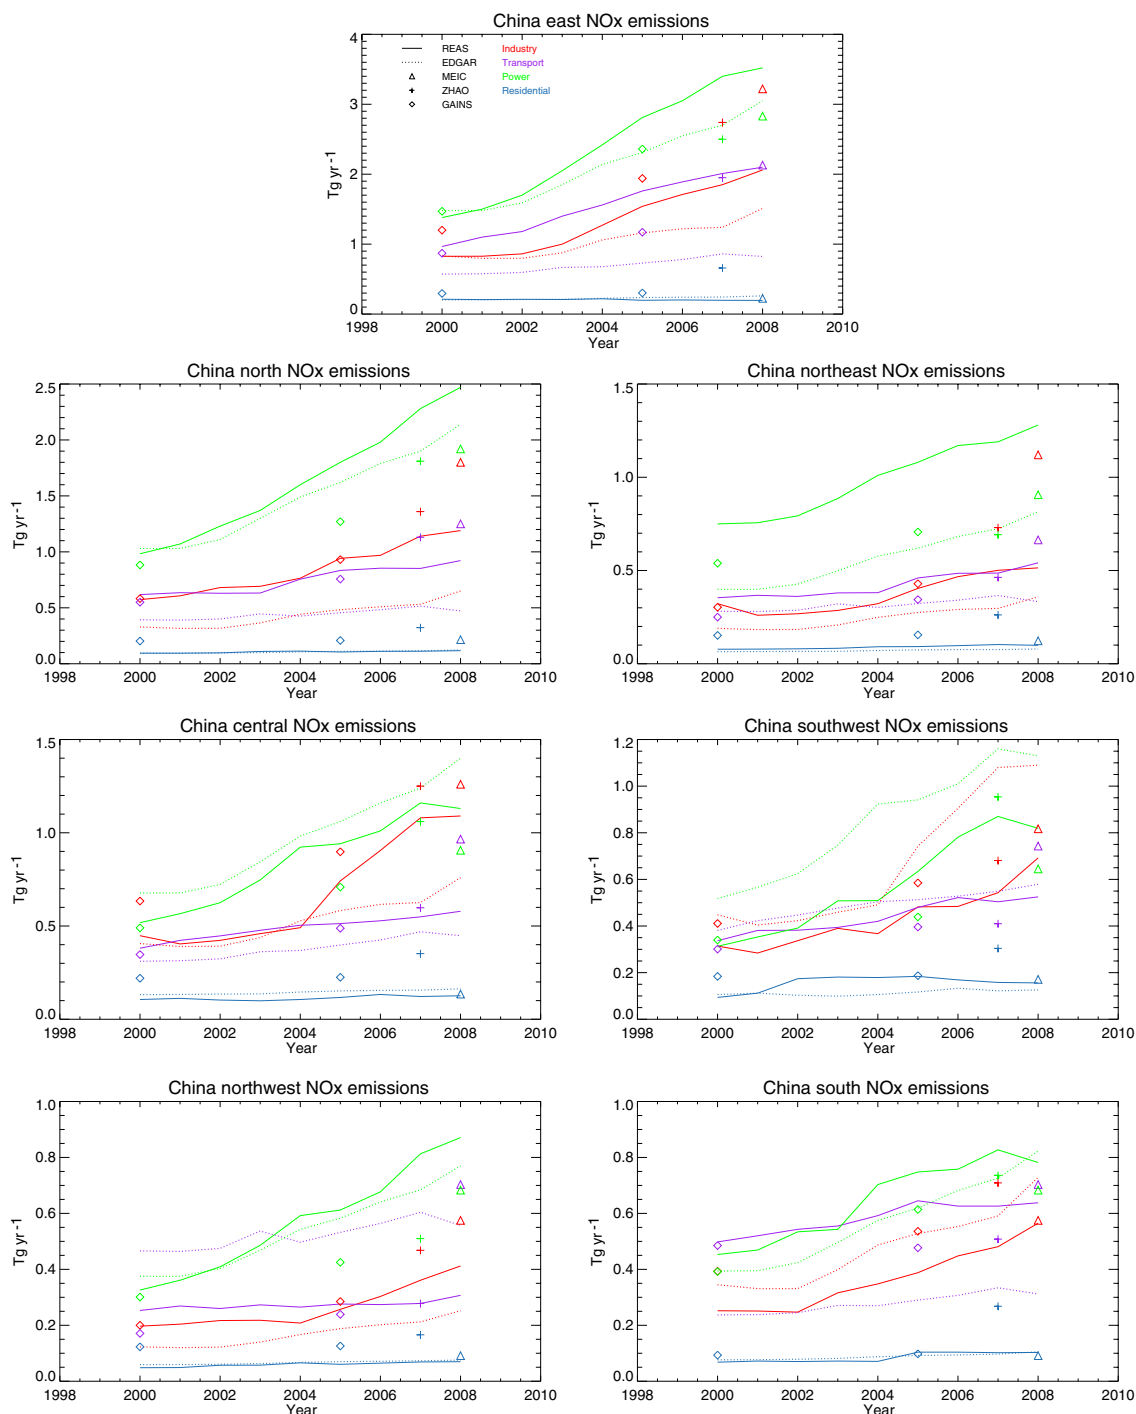 China east NOx emissions
4
3
2
1
0
Tg yr -1
REAS
EDGAR
MEIC
ZHAO
GAINS
Industry
Transport
Power
Residential
1998 2000 2002 2004 2006 2008 2010
Year
China north NOx emissions
2.5
2.0
1.5
1.0
0.5
0.0
Tg yr -1
1998 2000 2002 2004 2006 2008 2010
Year
China northeast NOx emissions
1.5
1.0
0.5
0.0
1998 2000 2002 2004 2006 2008 2010
Year
China central NOx emissions
1.5
1.0
0.5
0.0
Tg yr -1
1998 2000 2002 2004 2006 2008 2010
Year
China southwest NOx emissions
1.2
1.0
0.8
0.6
0.4
0.2
0.0
1998 2000 2002 2004 2006 2008 2010
Year
China northwest NOx emissions
1.0
0.8
0.6
0.4
0.2
0.0
Tg yr -1
1998 2000 2002 2004 2006 2008 2010
Year
China south NOx emissions
1.0
0.8
0.6
0.4
0.2
0.0
1998 2000 2002 2004 2006 2008 2010
Year